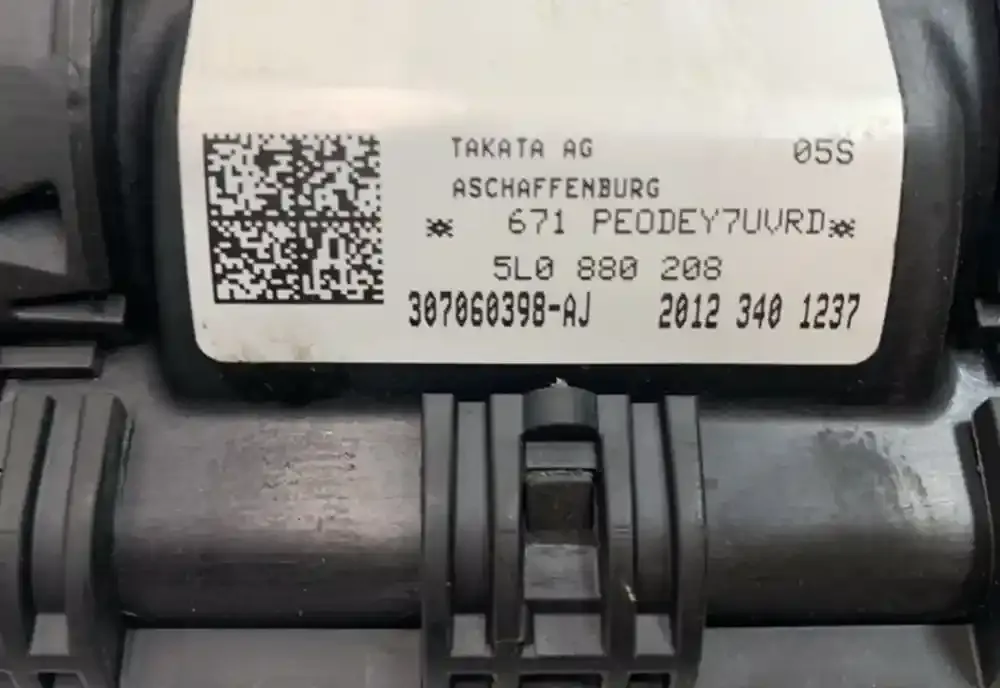 TAKATA AG 05S
ASCHAFFENBURG
* 671 PEODEY7UVRD*
5L0 880 208
307060398-AJ 2012 340 1237